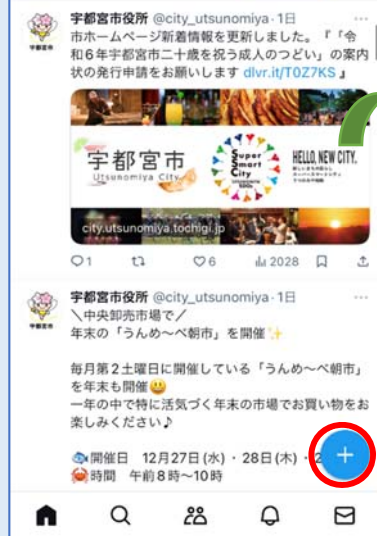 宇都宮市役所 @city_utsunomiya・1日
市ホームページ新着情報を更新しました。『「令
和6年宇都宮市二十歳を祝う成人のつどい」の案内
状の発行申請をお願いします dlvr.it/T0Z7KS 』
宇都宮市
Utsunomiya City
Super
Smart
City
HELLO, NEW CITY.
city.utsunomiya.tochigi.jp
1 6 2028
宇都宮市役所 @city_utsunomiya・1日
＼中央卸売市場で／
年末の「うんめ～べ朝市」を開催
毎月第2土曜日に開催している「うんめ～べ朝市」
を年末も開催
一年の中で特に活気づく年末の市場でお買い物をお
楽しみください♪
開催日 12月27日(水)・28日(木)・2
時間 午前8時～10時